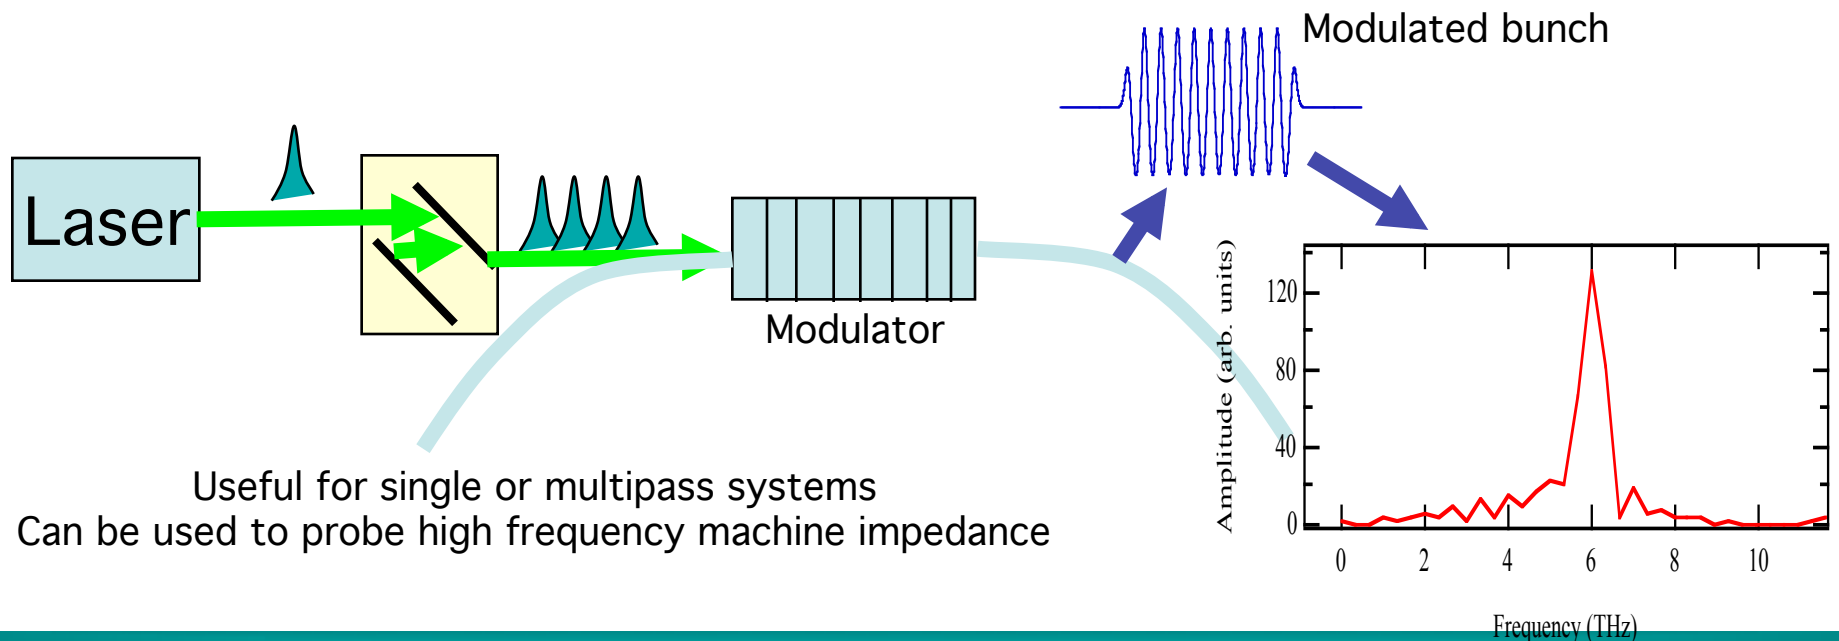 Modulated bunch
Laser
Modulator
Useful for single or multipass systems
Can be used to probe high frequency machine impedance
Amplitude (arb. units)
120
80
40
0
0 2 4 6 8 10
Frequency (THz)